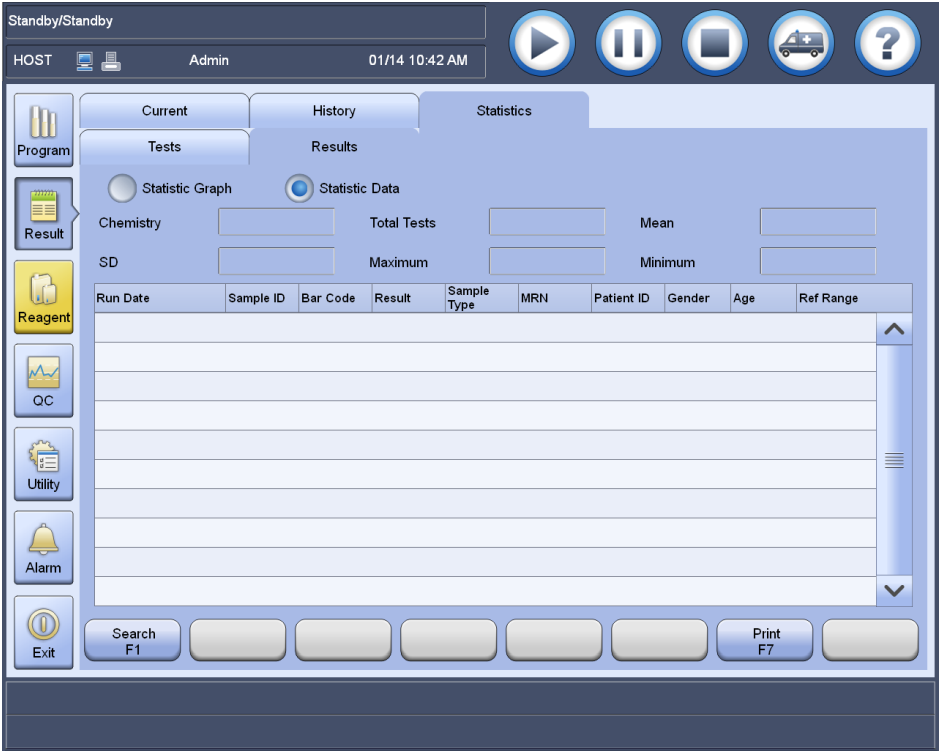 Standby/Standby
HOST Admin 01/14 10:42 AM
?
Program
Result
Reagent
QC
Utility
Alarm
Exit
Current History Statistics
Tests Results
Statistic Graph Statistic Data
Chemistry Total Tests Mean
SD Maximum Minimum
Run Date Sample ID Bar Code Result Sample Type MRN Patient ID Gender Age Ref Range
Search F1 Print F7